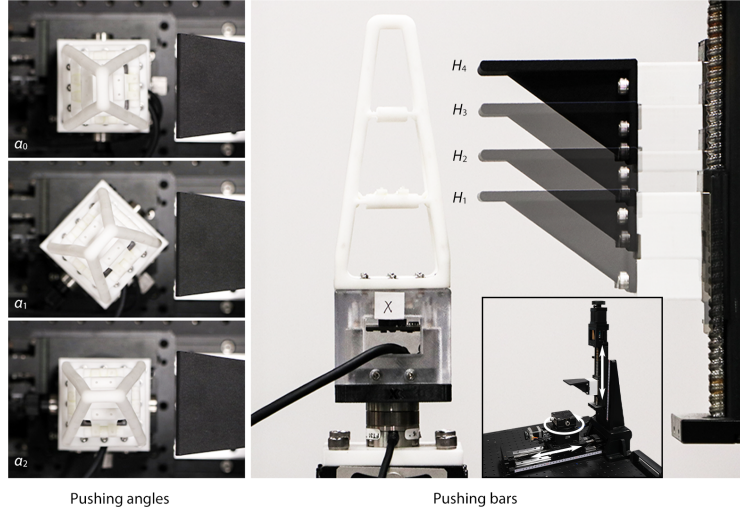 α0
α1
α2
H4
H3
H2
H1
X
Pushing angles
Pushing bars